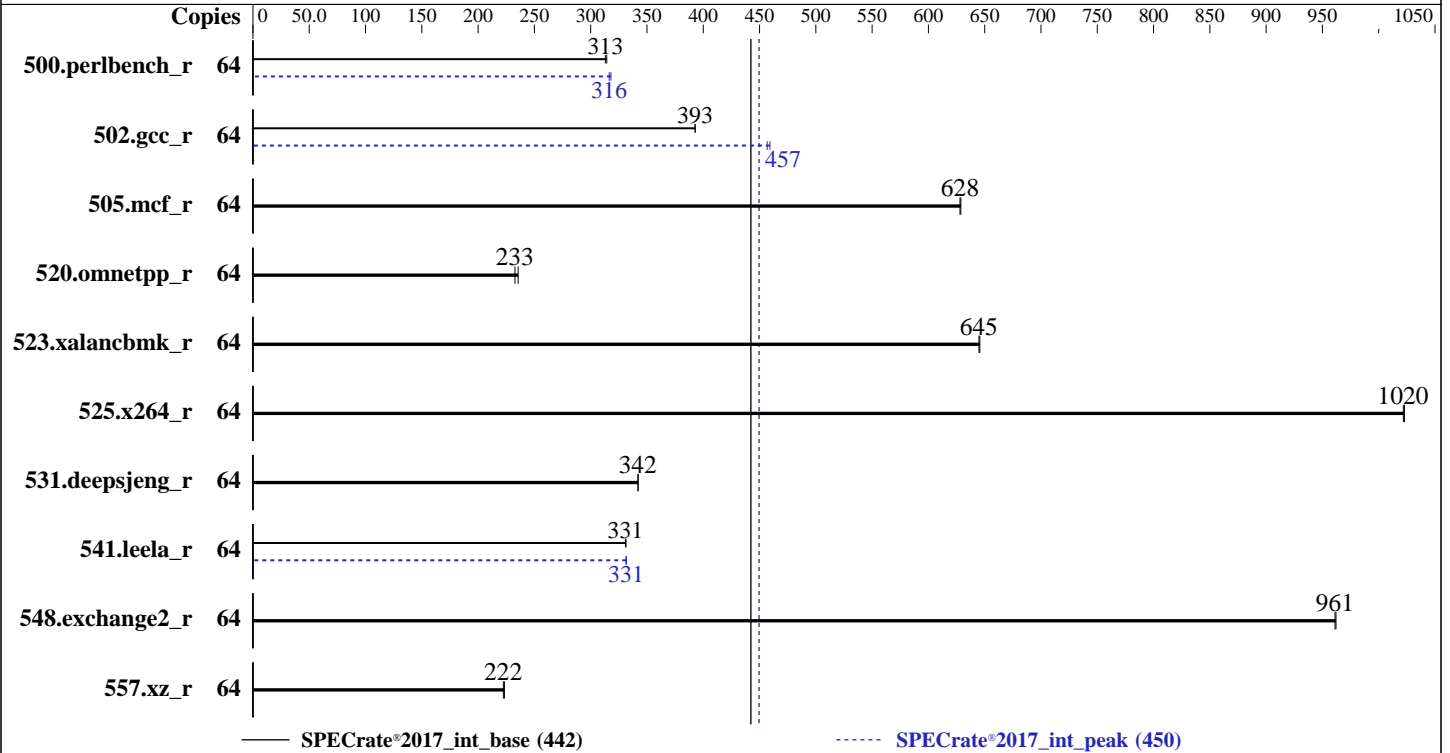 Copies 0 50.0 100 150 200 250 300 350 400 450 500 550 600 650 700 750 800 850 900 950 1050
313
500.perlbench_r 64
316
393
502.gcc_r 64
457
628
505.mcf_r 64
233
520.omnetpp_r 64
645
523.xalancbmk_r 64
1020
525.x264_r 64
342
531.deepsjeng_r 64
331
541.leela_r 64
331
961
548.exchange2_r 64
222
557.xz_r 64
SPECrate®2017_int_base (442) SPECrate®2017_int_peak (450)